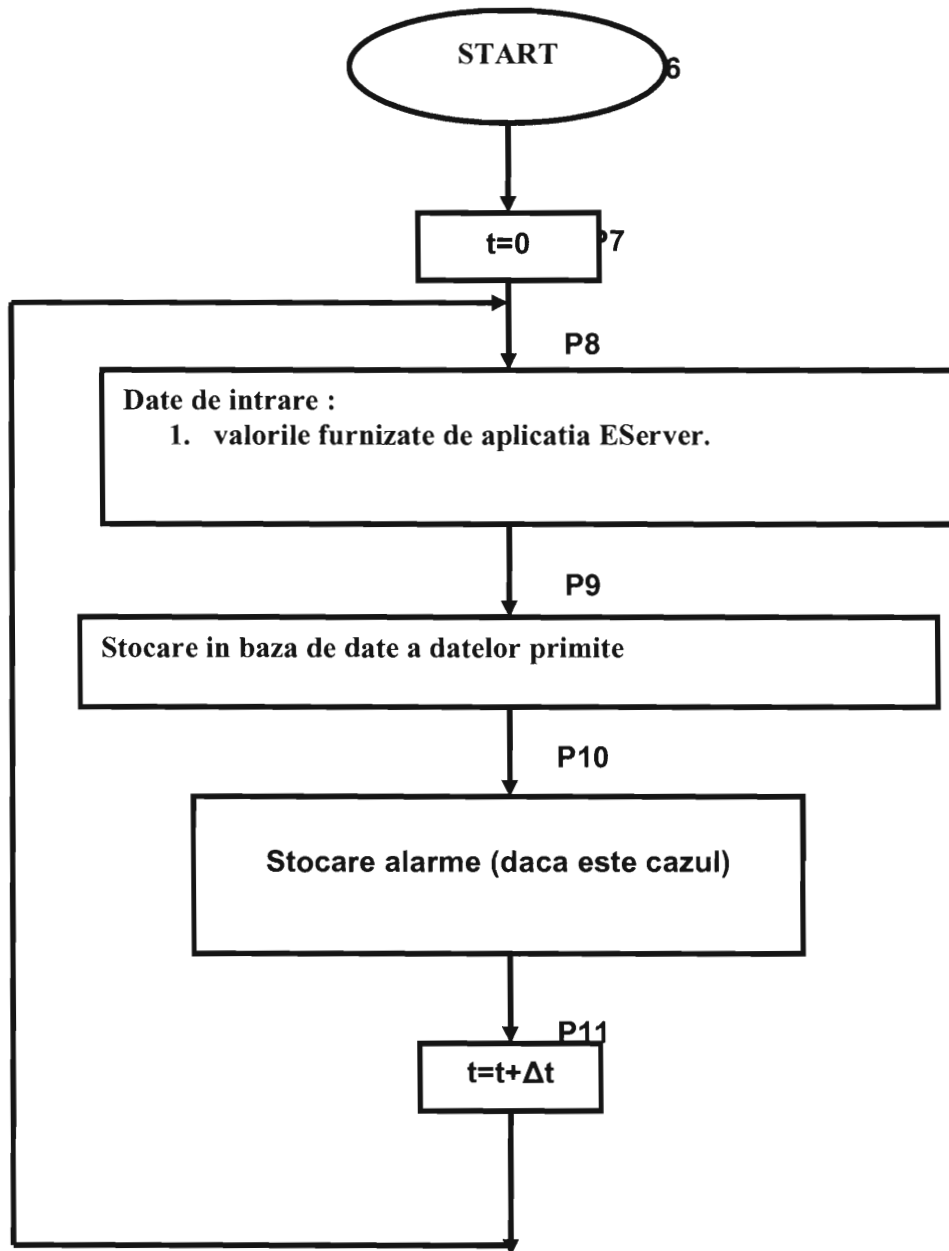 START
6
t=0
P7
P8
Date de intrare :
1. valorile furnizate de aplicatia EServer.
P9
Stocare in baza de date a datelor primite
P10
Stocare alarme (daca este cazul)
P11
t=t+Δt